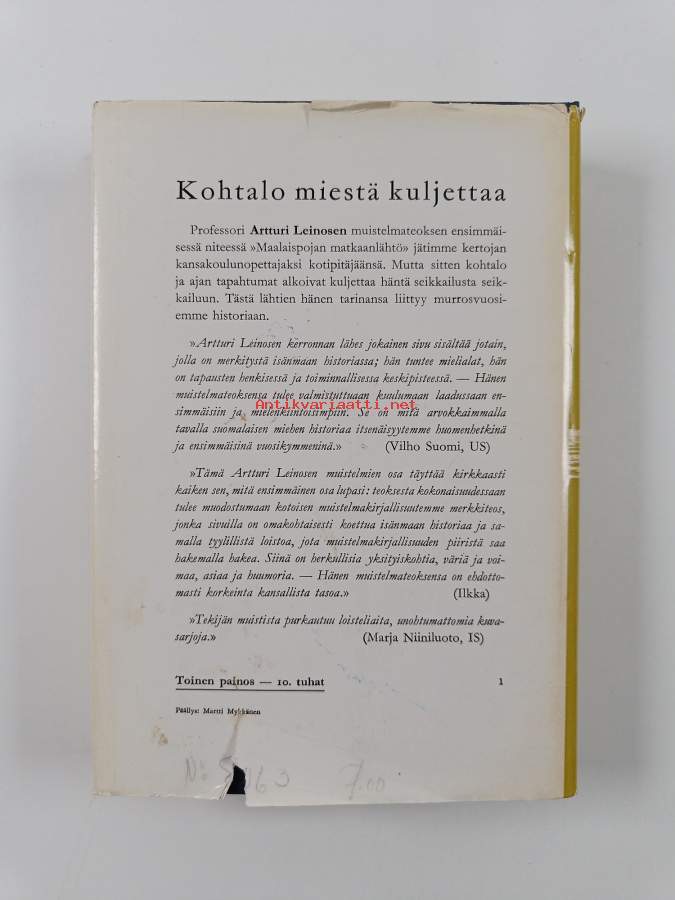 Kohtalo miestä kuljettaa
Professori Artturi Leinosen muistelmateoksen ensimmäi-
sessä niteessä »Maalaispojan matkaanlähtö» jätimme kertojan
kansakoulunopettajaksi kotipitäjäänsä. Mutta sitten kohtalo
ja ajan tapahtumat alkoivat kuljettaa häntä seikkailusta seik-
kailuun. Tästä lähtien hänen tarinansa liittyy murrosvuosi-
emme historiaan.
»Artturi Leinosen kerronnan lähes jokainen sivu sisältää jotain,
jolla on merkitystä isänmaan historiassa; hän tuntee mielialat, hän
on tapausten henkisessä ja toiminnallisessa keskipisteessä. — Hänen
muistelmateoksensa tulee valmistuttuaan kuulumaan laadussaan en-
simmäisiin ja mielenkiintoisimpiin. Se on mitä arvokkaimmalla
Antikvariaatti.net
tavalla suomalaisen miehen historiaa itsenäisyytemme huomenhetkinä
ja ensimmäisinä vuosikymmeninä.» (Vilho Suomi, US)
»Tämä Artturi Leinosen muistelmien osa täyttää kirkkaasti
kaiken sen, mitä ensimmäinen osa lupasi: teoksesta kokonaisuudessaan
tulee muodostumaan kotoisen muistelmakirjallisuutemme merkkiteos,
jonka sivuilla on omakohtaisesti koettua isänmaan historiaa ja sa-
malla tyylillistä loistoa, jota muistelmakirjallisuuden piiristä saa
hakemalla hakea. Siinä on herkullisia yksityiskohtia, väriä ja voi-
maa, asiaa ja huumoria. — Hänen muistelmateoksensa on ehdotto-
masti korkeinta kansallista tasoa.» (Ilkka)
»Tekijän muistista purkautuu loisteliaita, unohtumattomia kuva-
sarjoja.» (Marja Niiniluoto, IS)
Toinen painos — 10. tuhat 1
Päällys: Martti Mykkänen
7.00